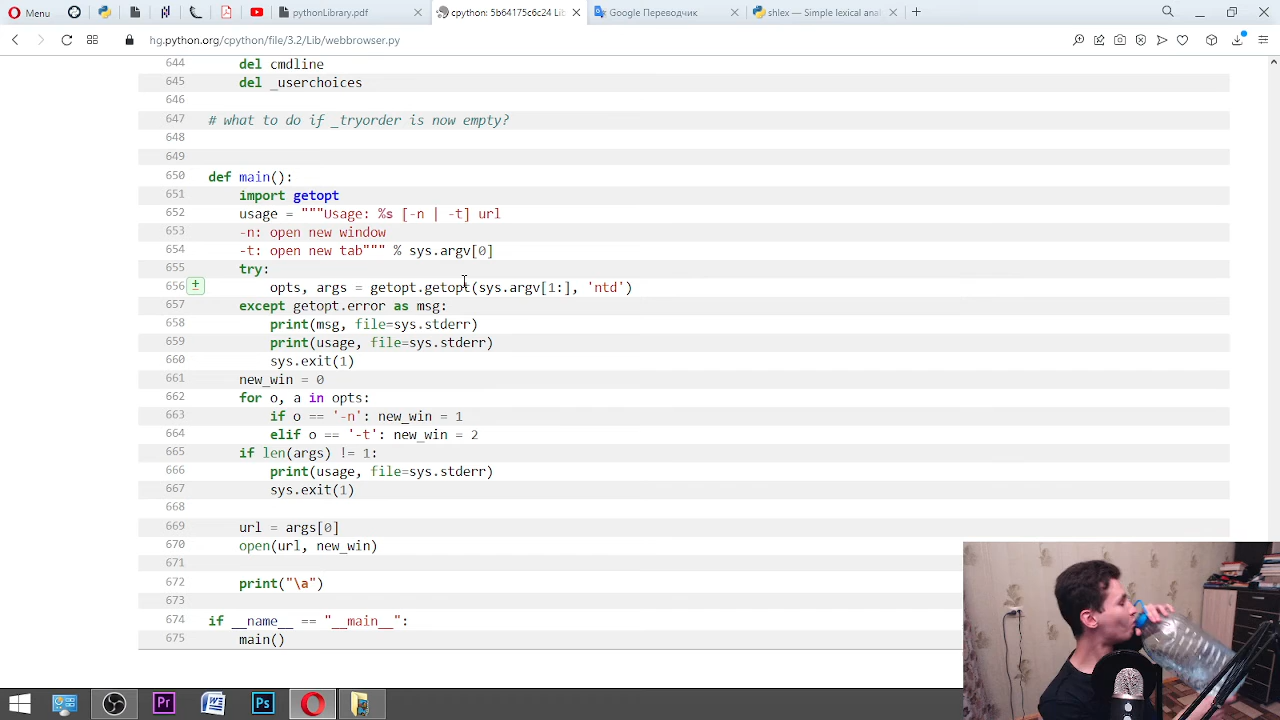 Menu
pythonLibrary.pdf
cpython: 5b64175c6c24 Lib
Google Переводчик
shlex — Simple lexical anal
hg.python.org/cpython/file/3.2/Lib/webbrowser.py
644 del cmdline
645 del _userchoices
646
647 # what to do if _tryorder is now empty?
648
649
650 def main():
651 import getopt
652 usage = """Usage: %s [-n | -t] url
653 -n: open new window
654 -t: open new tab""" % sys.argv[0]
655 try:
656 opts, args = getopt.getopt(sys.argv[1:], 'ntd')
657 except getopt.error as msg:
658 print(msg, file=sys.stderr)
659 print(usage, file=sys.stderr)
660 sys.exit(1)
661 new_win = 0
662 for o, a in opts:
663 if o == '-n': new_win = 1
664 elif o == '-t': new_win = 2
665 if len(args) != 1:
666 print(usage, file=sys.stderr)
667 sys.exit(1)
668
669 url = args[0]
670 open(url, new_win)
671
672 print("\a")
673
674 if __name__ == "__main__":
675 main()
Pr
W
Ps